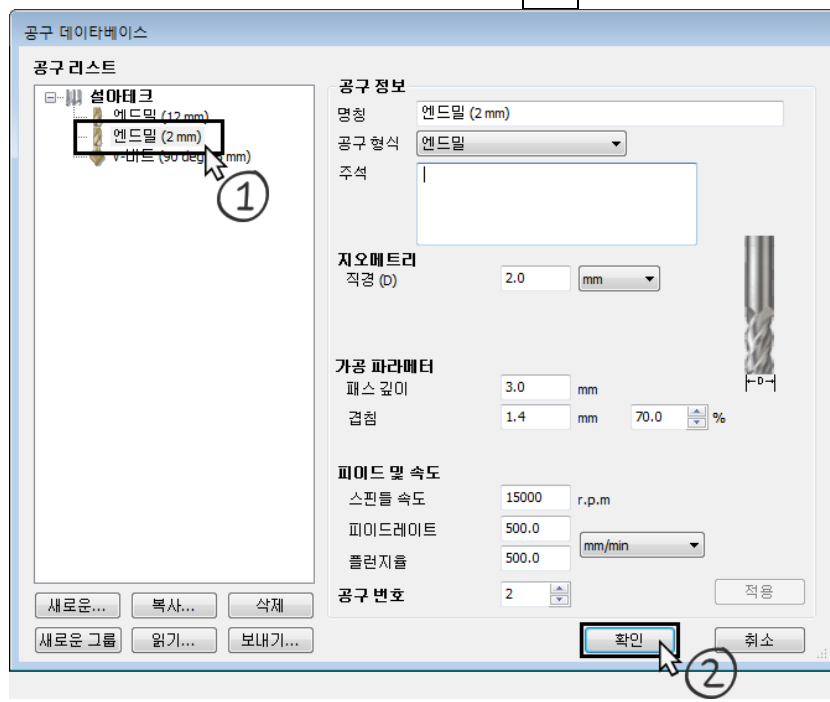 공구 데이타베이스
공구 리스트
설아테크
엔드밀 (12 mm)
엔드밀 (2 mm)
V-비트 (90 deg mm)
①
공구 정보
명칭 엔드밀 (2 mm)
공구 형식 엔드밀
주석
지오메트리
직경 (D) 2.0 mm
D
가공 파라메터
패스 깊이 3.0 mm
겹침 1.4 mm 70.0 %
피이드 및 속도
스핀들 속도 15000 r.p.m
피이드레이트 500.0
mm/min
플런지율 500.0
공구 번호 2 적용
새로운... 복사... 삭제
새로운 그룹 읽기... 보내기...
확인 취소
②